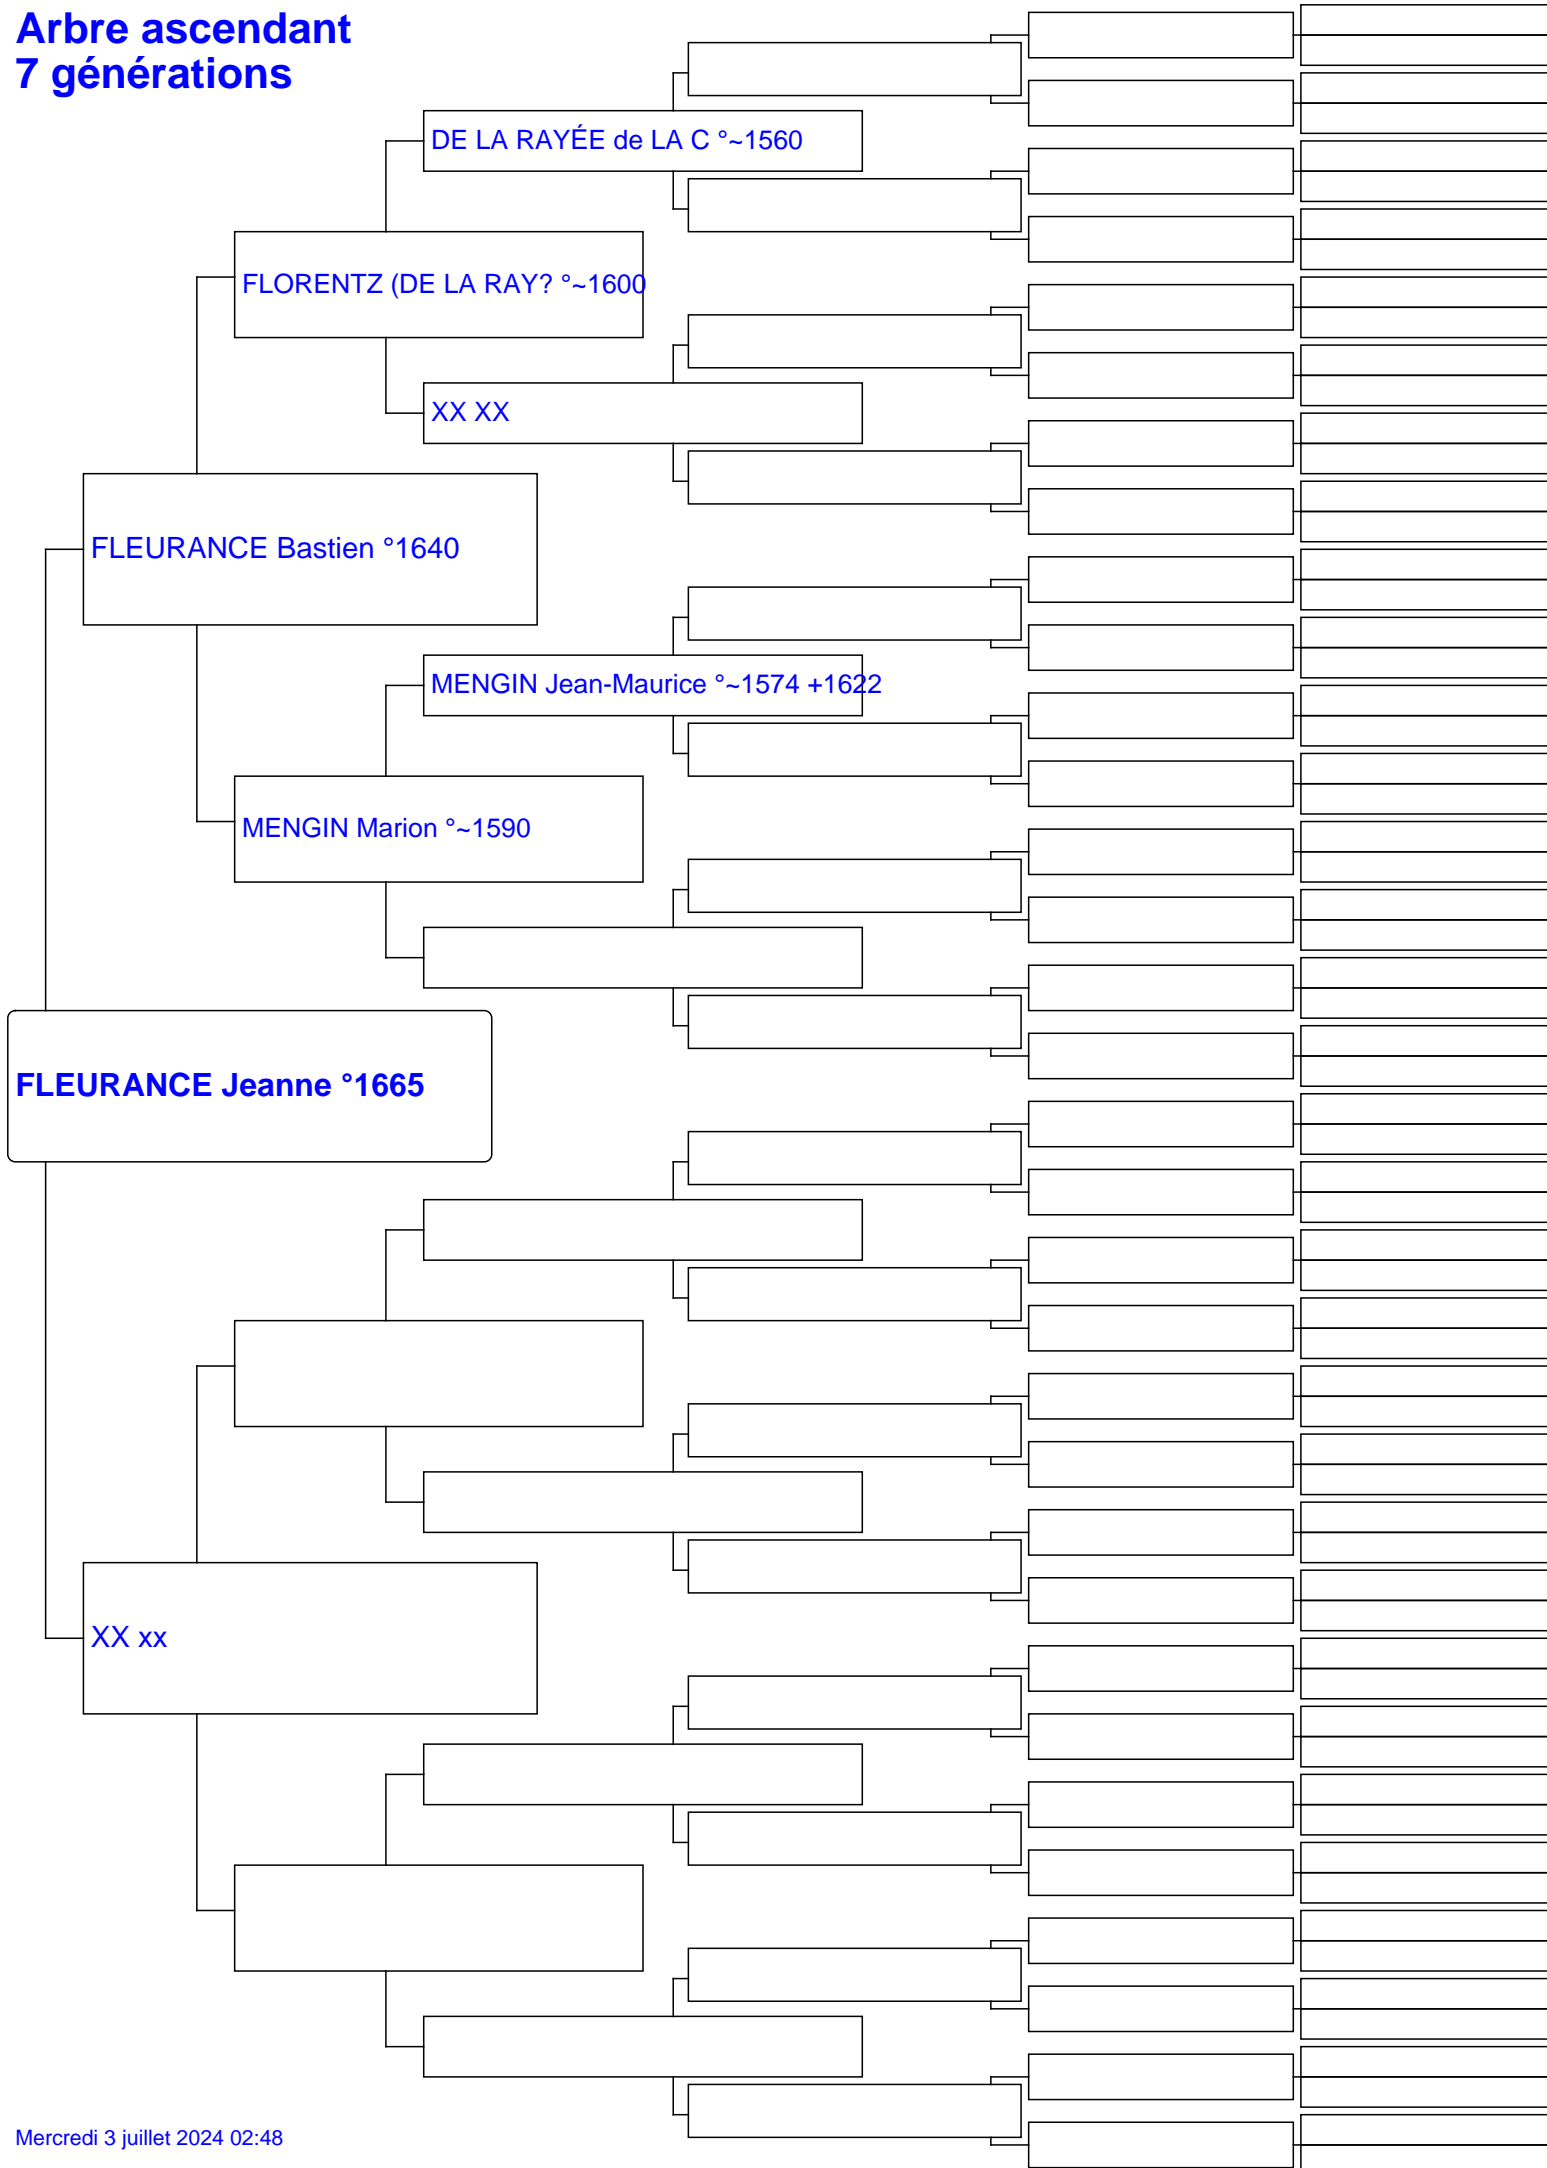 Arbre ascendant
7 générations
DE LA RAYÉE de LA C °~1560
FLORENTZ (DE LA RAY? °~1600
XX XX
FLEURANCE Bastien °1640
MENGIN Jean-Maurice °~1574 +1622
MENGIN Marion °~1590
FLEURANCE Jeanne °1665
XX xx
Mercredi 3 juillet 2024 02:48